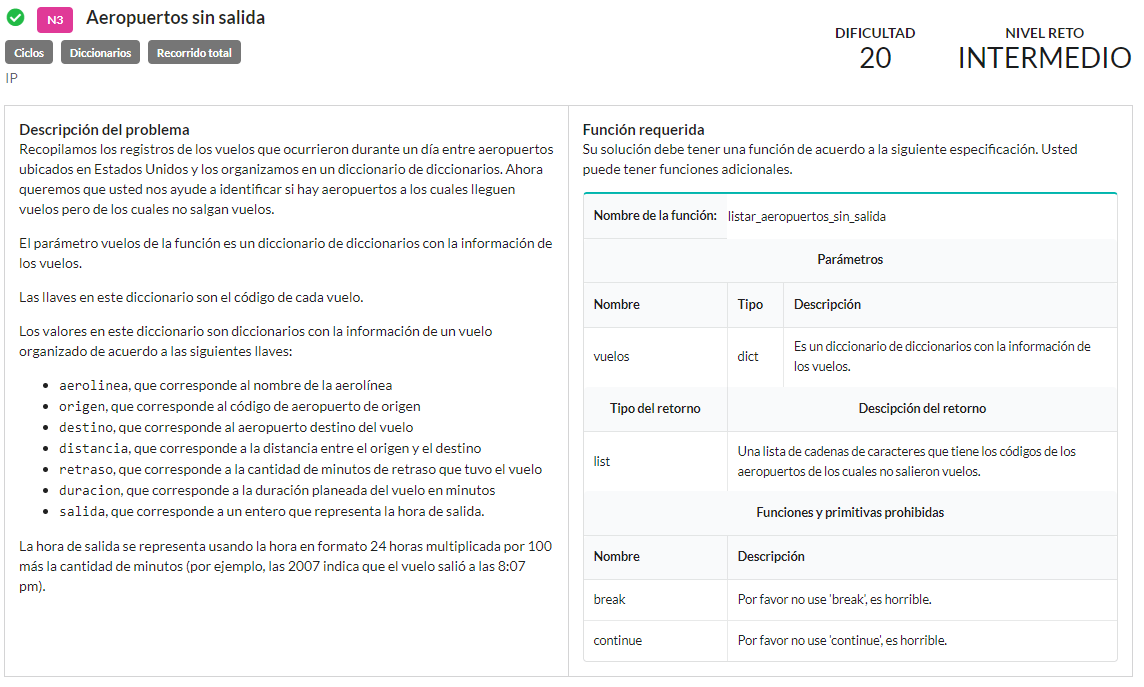 N3 Aeropuertos sin salida
Ciclos Diccionarios Recorrido total
IP
DIFICULTAD
20
NIVEL RETO
INTERMEDIO
Descripción del problema
Recopilamos los registros de los vuelos que ocurrieron durante un día entre aeropuertos
ubicados en Estados Unidos y los organizamos en un diccionario de diccionarios. Ahora
queremos que usted nos ayude a identificar si hay aeropuertos a los cuales lleguen
vuelos pero de los cuales no salgan vuelos.
El parámetro vuelos de la función es un diccionario de diccionarios con la información de
los vuelos.
Las llaves en este diccionario son el código de cada vuelo.
Los valores en este diccionario son diccionarios con la información de un vuelo
organizado de acuerdo a las siguientes llaves:
• aerolinea, que corresponde al nombre de la aerolínea
• origen, que corresponde al código de aeropuerto de origen
• destino, que corresponde al aeropuerto destino del vuelo
• distancia, que corresponde a la distancia entre el origen y el destino
• retraso, que corresponde a la cantidad de minutos de retraso que tuvo el vuelo
• duracion, que corresponde a la duración planeada del vuelo en minutos
• salida, que corresponde a un entero que representa la hora de salida.
La hora de salida se representa usando la hora en formato 24 horas multiplicada por 100
más la cantidad de minutos (por ejemplo, las 2007 indica que el vuelo salió a las 8:07
pm).
Función requerida
Su solución debe tener una función de acuerdo a la siguiente especificación. Usted
puede tener funciones adicionales.
Nombre de la función: listar_aeropuertos_sin_salida
Parámetros
Nombre Tipo Descripción
vuelos dict Es un diccionario de diccionarios con la información de
los vuelos.
Tipo del retorno Descipción del retorno
list Una lista de cadenas de caracteres que tiene los códigos de los
aeropuertos de los cuales no salieron vuelos.
Funciones y primitivas prohibidas
Nombre Descripción
break Por favor no use 'break', es horrible.
continue Por favor no use 'continue', es horrible.